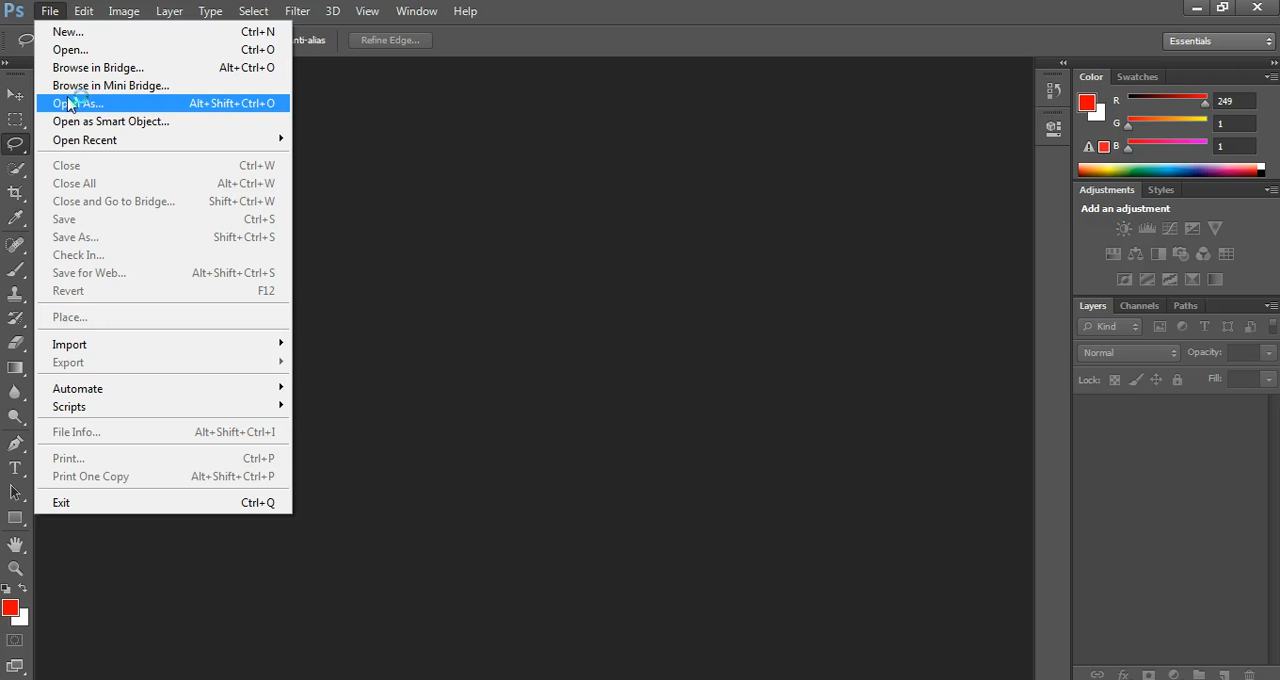 Ps File Edit Image Layer Type Select Filter 3D View Window Help
Anti-alias Refine Edge... Essentials
New... Ctrl+N
Open... Ctrl+O
Browse in Bridge... Alt+Ctrl+O
Browse in Mini Bridge...
Open As... Alt+Shift+Ctrl+O
Open as Smart Object...
Open Recent
Close Ctrl+W
Close All Alt+Ctrl+W
Close and Go to Bridge... Shift+Ctrl+W
Save Ctrl+S
Save As... Shift+Ctrl+S
Check In...
Save for Web... Alt+Shift+Ctrl+S
Revert F12
Place...
Import
Export
Automate
Scripts
File Info... Alt+Shift+Ctrl+I
Print... Ctrl+P
Print One Copy Alt+Shift+Ctrl+P
Exit Ctrl+Q
Color Swatches
R 249
G 1
B 1
Adjustments Styles
Add an adjustment
Layers Channels Paths
Kind
Normal Opacity:
Lock: Fill: